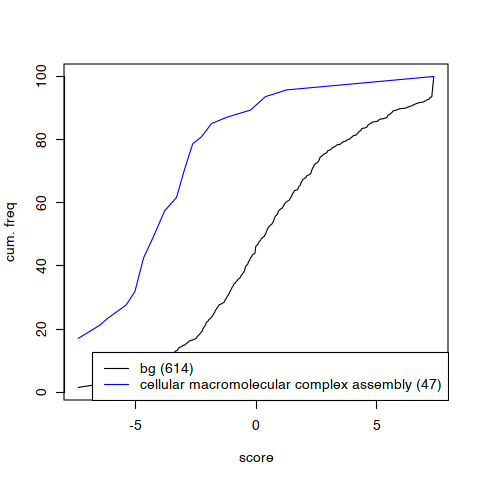 cum. freq
100
80
60
40
20
0
bg (614)
cellular macromolecular complex assembly (47)
-5 0 5
score